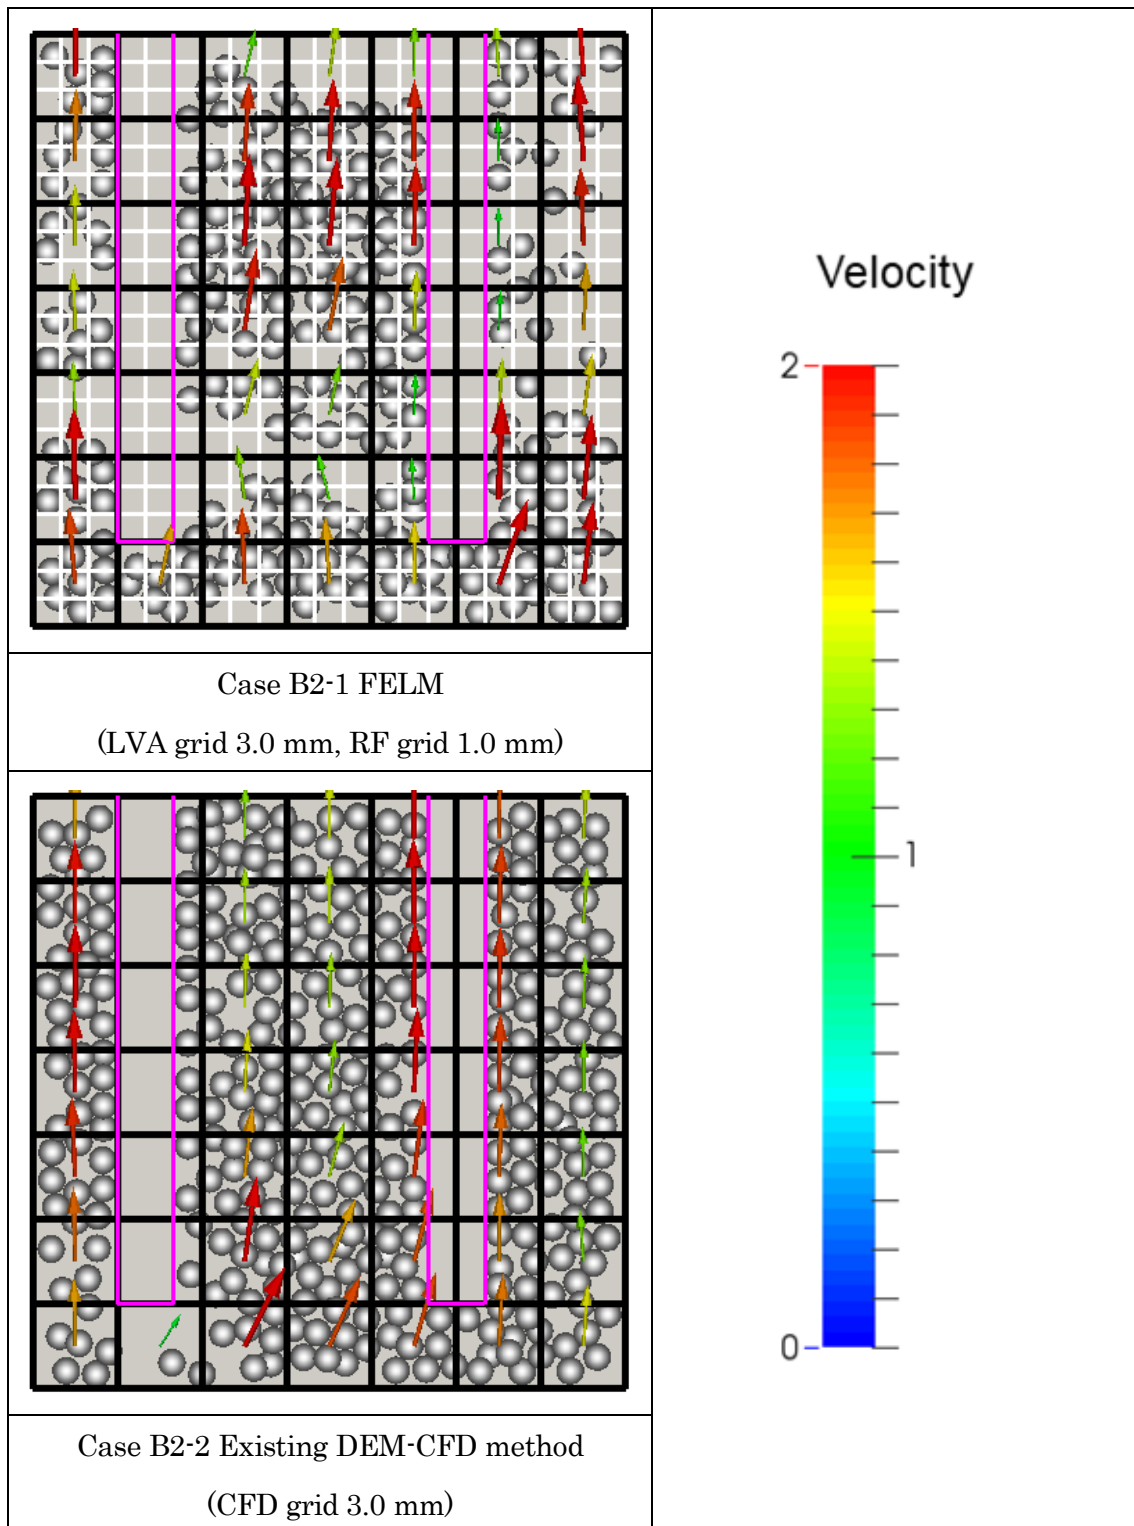 Velocity
2
1
0
Case B2-1 FELM
(LVA grid 3.0 mm, RF grid 1.0 mm)
Case B2-2 Existing DEM-CFD method
(CFD grid 3.0 mm)